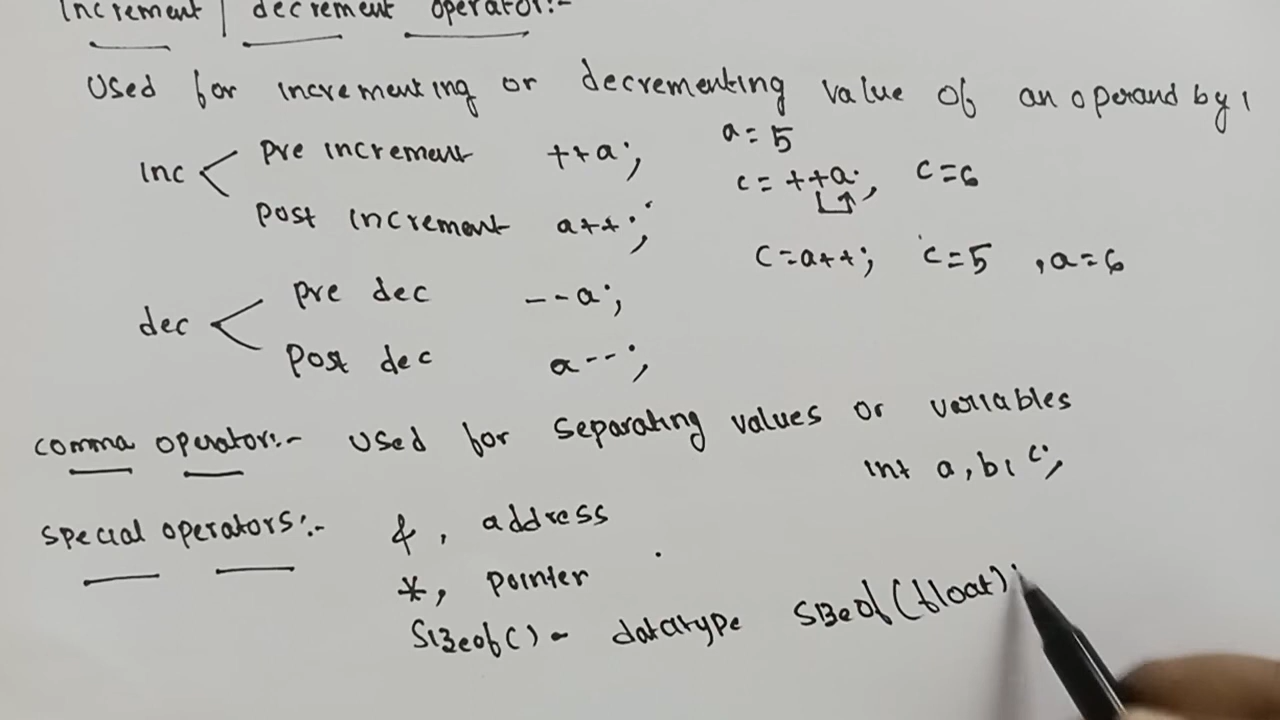 Increment | decrement operator:-
Used for incrementing or decrementing value of an operand by 1
a = 5
Inc < pre increment ++a;
c = ++a; c=6
post increment a++;
c=a++; c=5 , a=6
dec < pre dec --a;
post dec a--;
comma operator:- used for separating values or variables
int a, b, c;
special operators:- &, address
*, pointer
sizeof() - datatype sizeof(float);